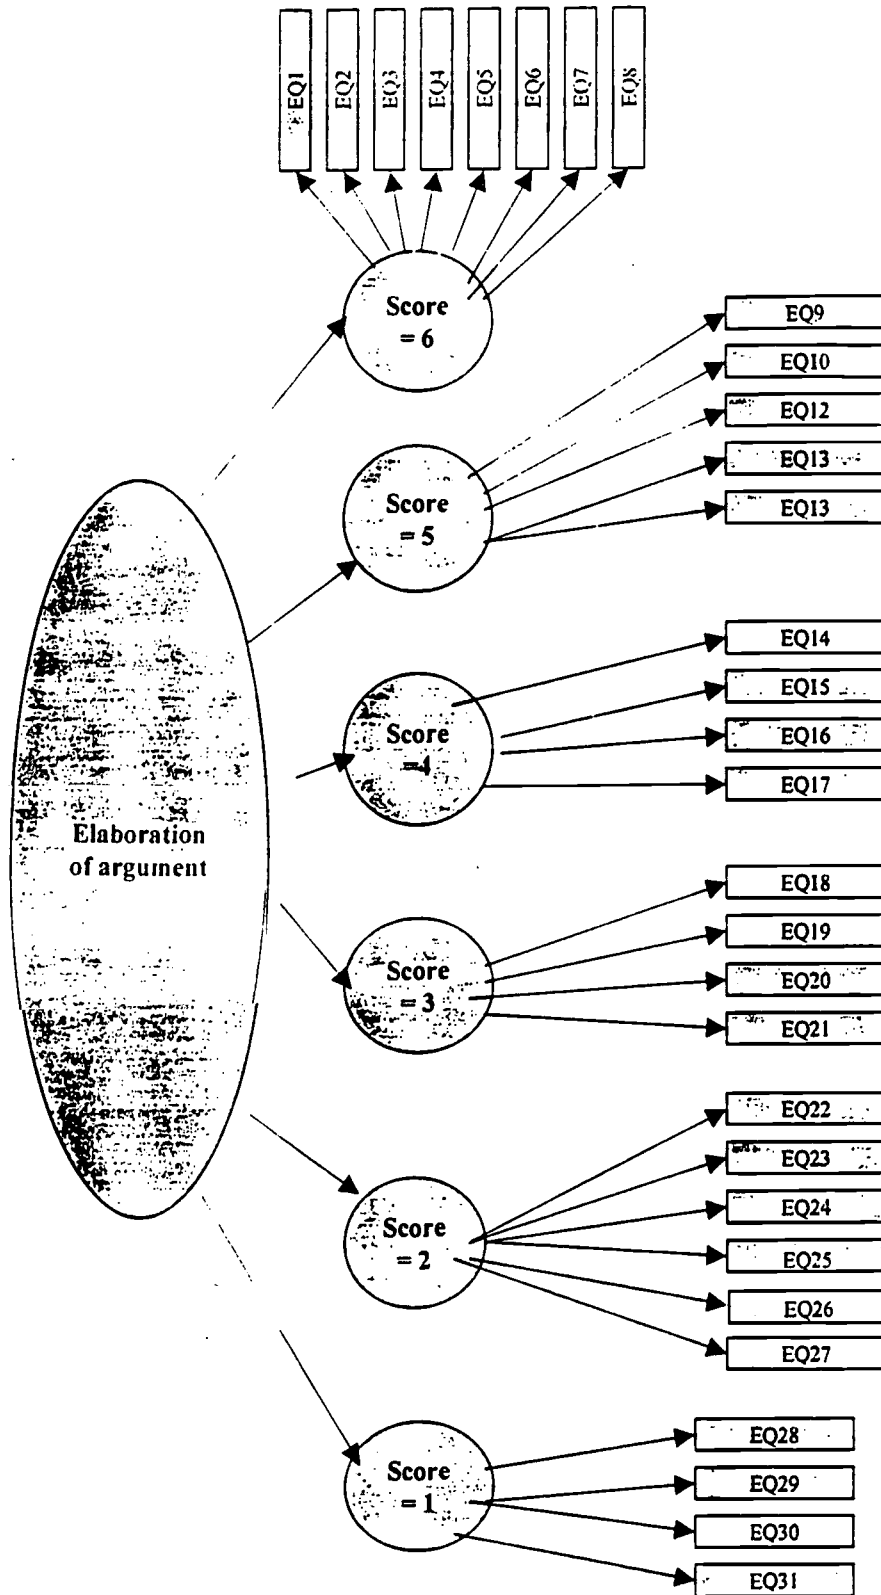 EQ1
EQ2
EQ3
EQ4
EQ5
EQ6
EQ7
EQ8
Score
= 6
EQ9
EQ10
EQ12
EQ13
EQ13
Score
= 5
EQ14
EQ15
EQ16
EQ17
Score
=4
Elaboration
of argument
EQ18
EQ19
EQ20
EQ21
Score
= 3
EQ22
EQ23
EQ24
EQ25
EQ26
EQ27
Score
= 2
EQ28
EQ29
EQ30
EQ31
Score
= 1